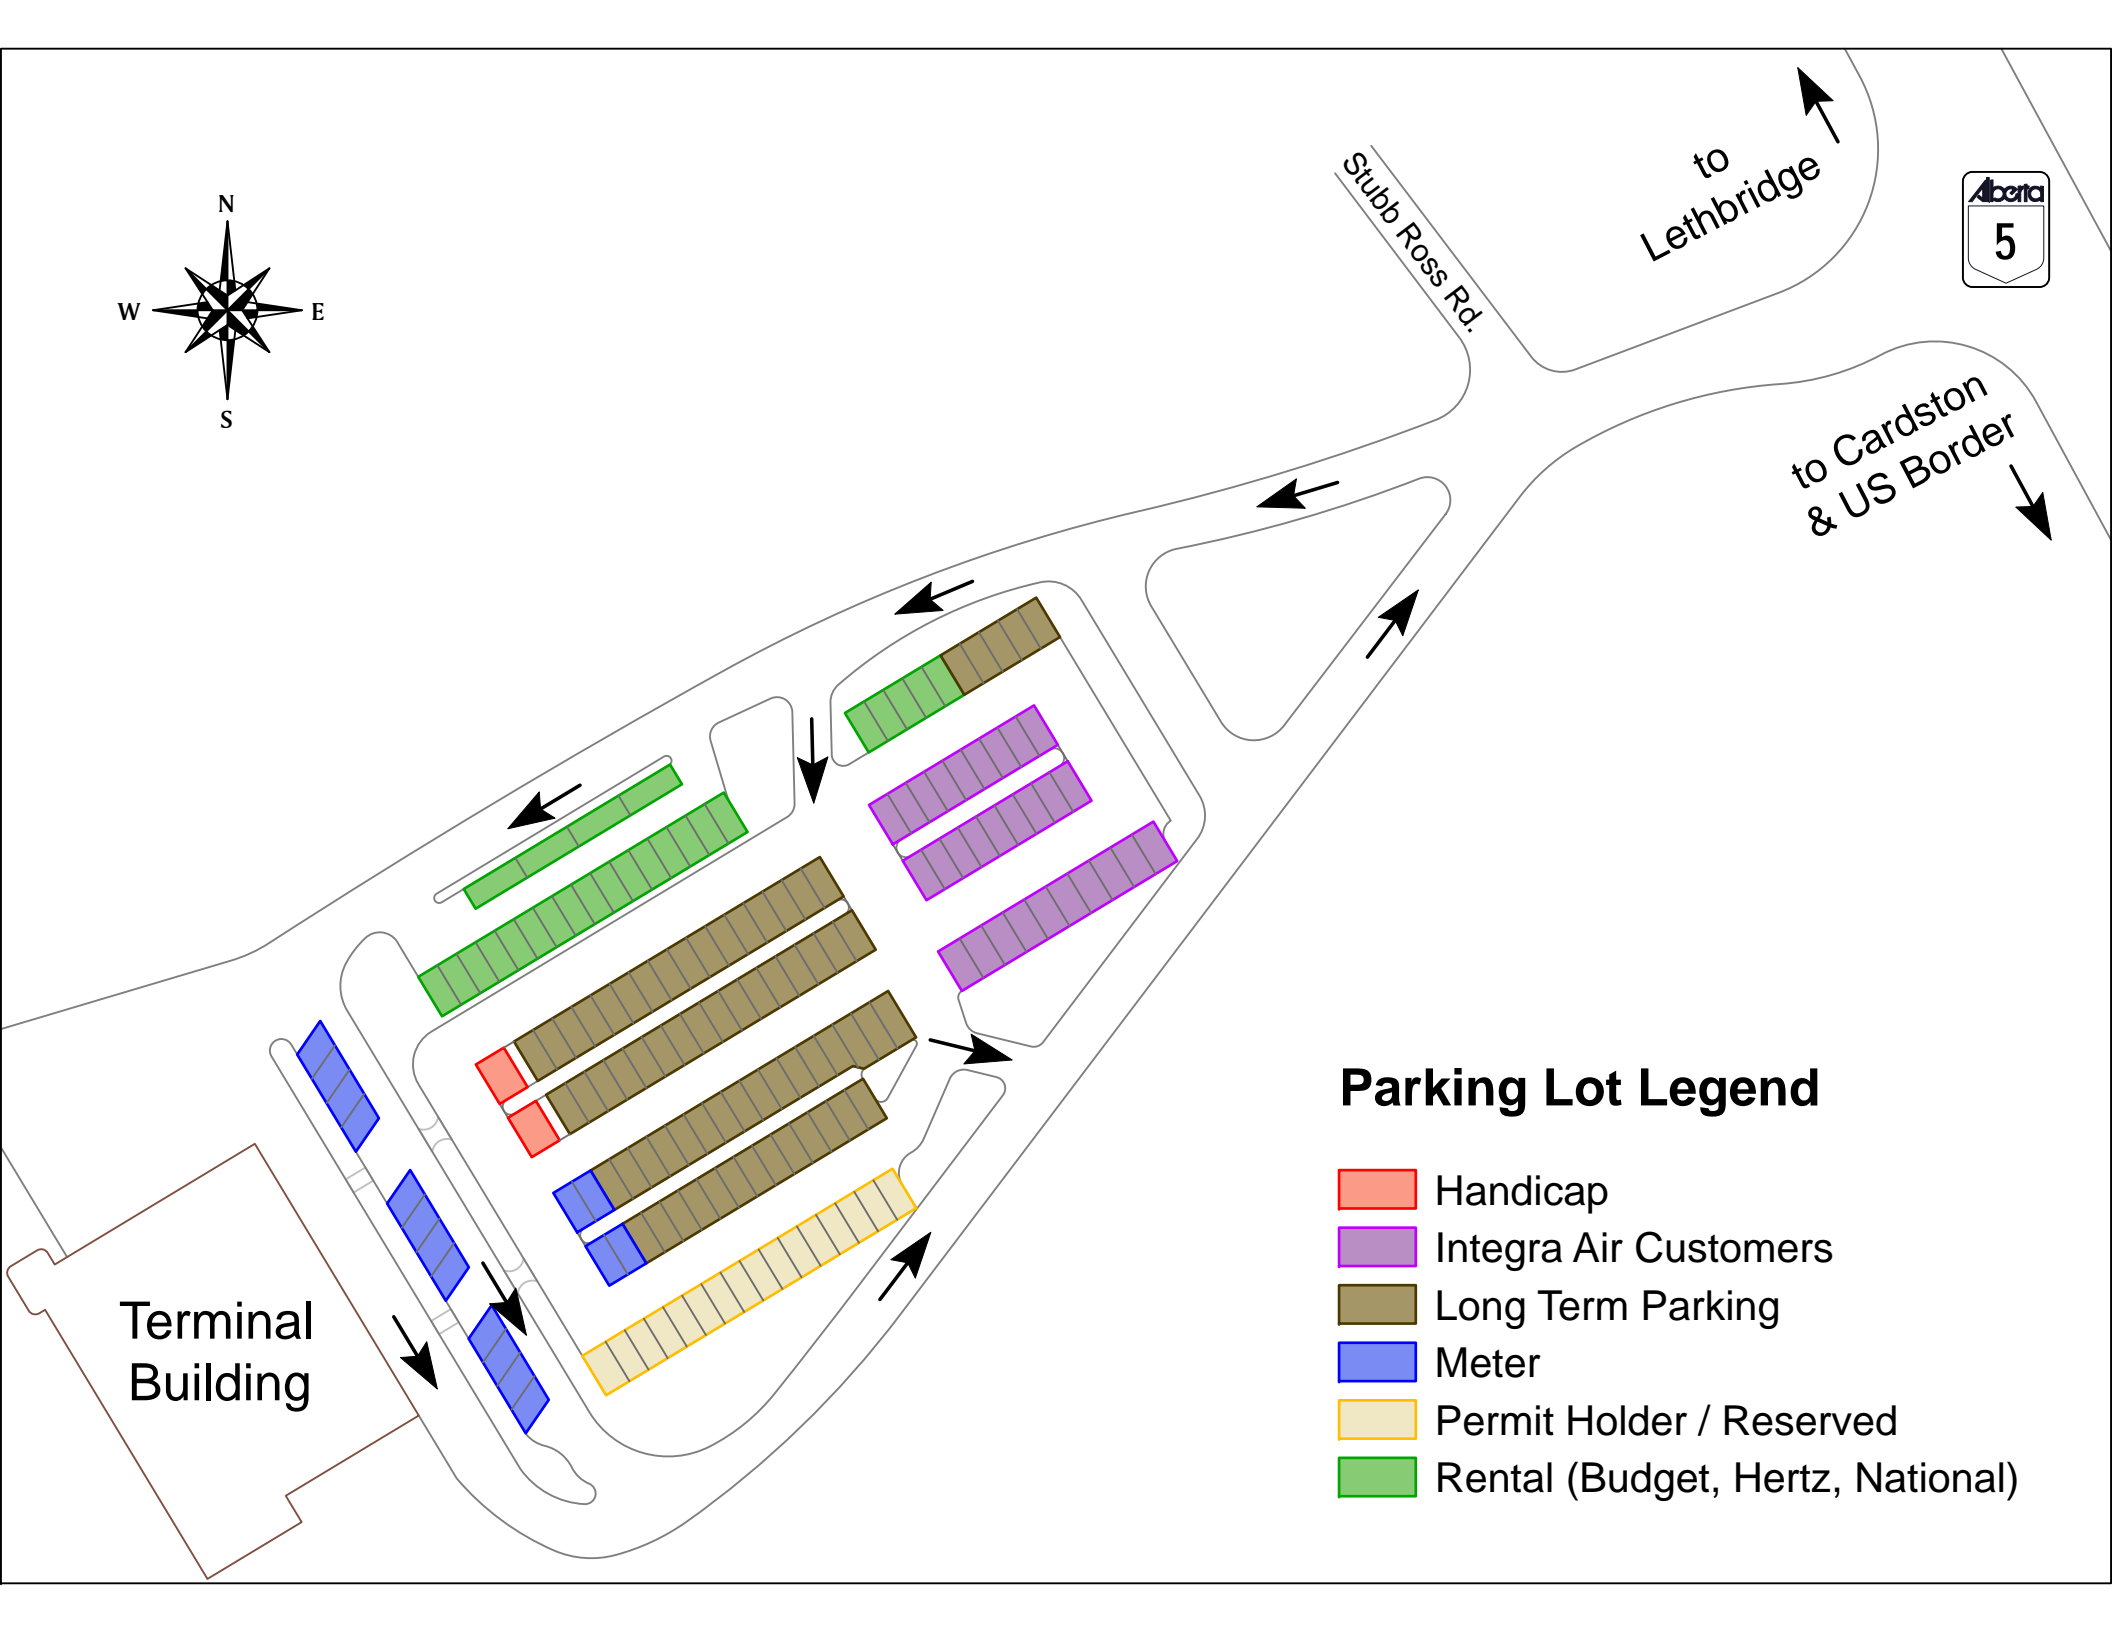 to
Lethbridge
Stubb Ross Rd.
Alberta
5
N
W
E
S
to Cardston
& US Border
Parking Lot Legend
Handicap
Integra Air Customers
Long Term Parking
Meter
Permit Holder / Reserved
Rental (Budget, Hertz, National)
Terminal
Building